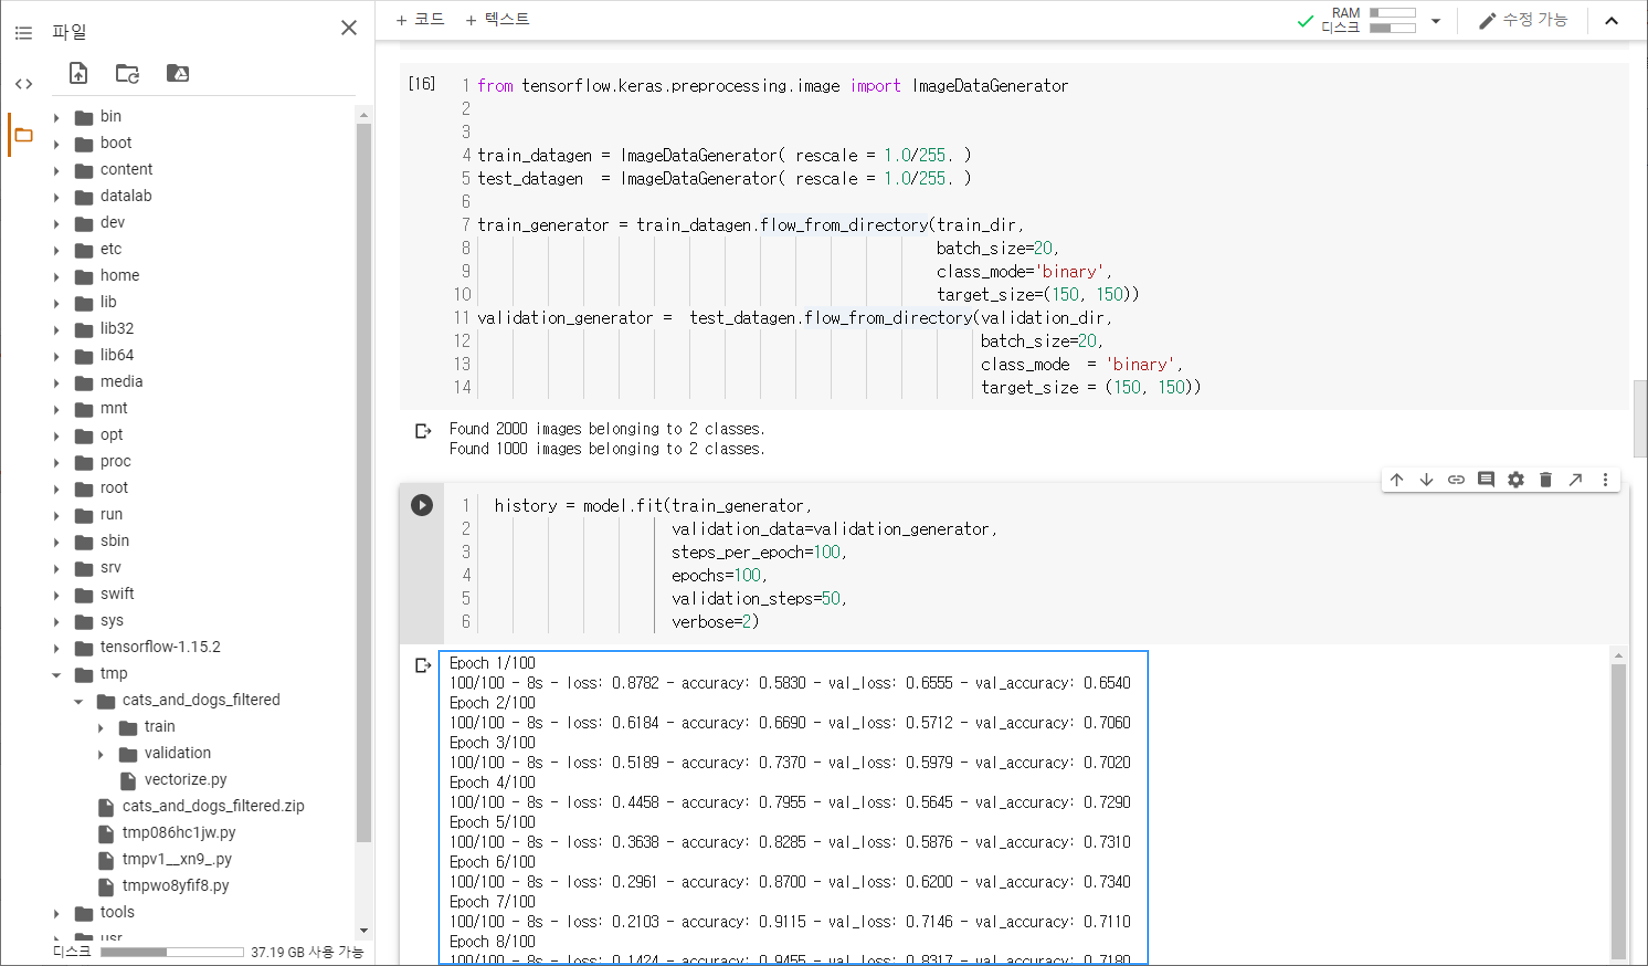 파일
+ 코드 + 텍스트
RAM
디스크
수정 가능
bin
boot
content
datalab
dev
etc
home
lib
lib32
lib64
media
mnt
opt
proc
root
run
sbin
srv
swift
sys
tensorflow-1.15.2
tmp
cats_and_dogs_filtered
train
validation
vectorize.py
cats_and_dogs_filtered.zip
tmp086hc1jw.py
tmpv1__xn9_.py
tmpwo8yfif8.py
tools
usr
디스크 37.19 GB 사용 가능
[16]
1 from tensorflow.keras.preprocessing.image import ImageDataGenerator
2
3
4 train_datagen = ImageDataGenerator( rescale = 1.0/255. )
5 test_datagen  = ImageDataGenerator( rescale = 1.0/255. )
6
7 train_generator = train_datagen.flow_from_directory(train_dir,
8 batch_size=20,
9 class_mode='binary',
10 target_size=(150, 150))
11 validation_generator =  test_datagen.flow_from_directory(validation_dir,
12 batch_size=20,
13 class_mode  = 'binary',
14 target_size = (150, 150))
Found 2000 images belonging to 2 classes.
Found 1000 images belonging to 2 classes.
1 history = model.fit(train_generator,
2 validation_data=validation_generator,
3 steps_per_epoch=100,
4 epochs=100,
5 validation_steps=50,
6 verbose=2)
Epoch 1/100
100/100 - 8s - loss: 0.8782 - accuracy: 0.5830 - val_loss: 0.6555 - val_accuracy: 0.6540
Epoch 2/100
100/100 - 8s - loss: 0.6184 - accuracy: 0.6690 - val_loss: 0.5712 - val_accuracy: 0.7060
Epoch 3/100
100/100 - 8s - loss: 0.5189 - accuracy: 0.7370 - val_loss: 0.5979 - val_accuracy: 0.7020
Epoch 4/100
100/100 - 8s - loss: 0.4458 - accuracy: 0.7955 - val_loss: 0.5645 - val_accuracy: 0.7290
Epoch 5/100
100/100 - 8s - loss: 0.3638 - accuracy: 0.8285 - val_loss: 0.5876 - val_accuracy: 0.7310
Epoch 6/100
100/100 - 8s - loss: 0.2961 - accuracy: 0.8700 - val_loss: 0.6200 - val_accuracy: 0.7340
Epoch 7/100
100/100 - 8s - loss: 0.2103 - accuracy: 0.9115 - val_loss: 0.7146 - val_accuracy: 0.7110
Epoch 8/100
100/100 - 8s - loss: 0.1424 - accuracy: 0.9455 - val_loss: 0.8317 - val_accuracy: 0.7180